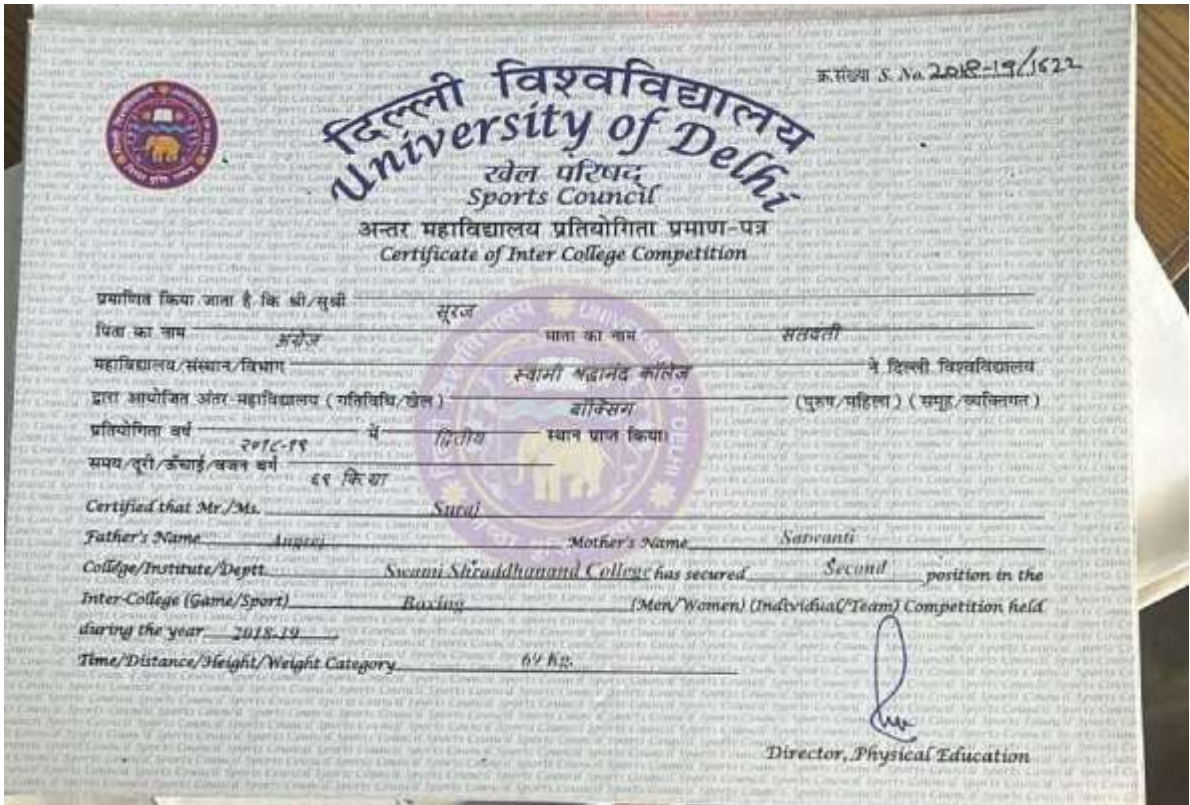 क्र.संख्या S. No. 2018-19/1622
दिल्ली विश्वविद्यालय
University of Delhi
खेल परिषद्
Sports Council
अन्तर महाविद्यालय प्रतियोगिता प्रमाण-पत्र
Certificate of Inter College Competition
प्रमाणित किया जाता है कि श्री/सुश्री सूरज
पिता का नाम अंग्रेज माता का नाम सतवती
महाविद्यालय/संस्थान/विभाग स्वामी श्रद्धानंद कॉलेज ने दिल्ली विश्वविद्यालय
द्वारा आयोजित अंतर महाविद्यालय (गतिविधि/खेल) बॉक्सिंग (पुरुष/महिला) (समूह/व्यक्तिगत)
प्रतियोगिता वर्ष २०१८-१९ में द्वितीय स्थान प्राप्त किया।
समय/दूरी/ऊँचाई/वजन वर्ग ६९ कि.ग्रा
Certified that Mr./Ms. Suraj
Father's Name Angrej Mother's Name
College/Institute/Deptt. Swami Shraddhanand College has secured Second position in the
Inter-College (Game/Sport) Boxing (Men/Women) (Individual/Team) Competition held
during the year 2018-19
Time/Distance/Height/Weight Category 69 Kg.
Director, Physical Education